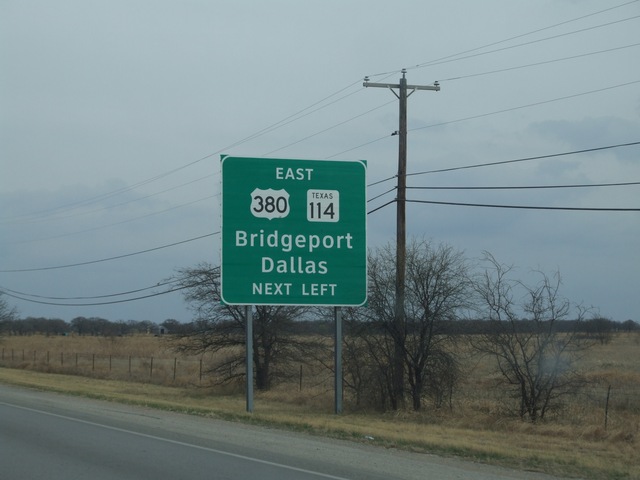 EAST
380 TEXAS 114
Bridgeport
Dallas
NEXT LEFT